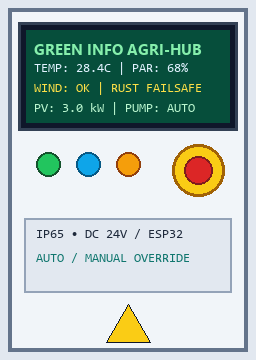 GREEN INFO AGRI-HUB
TEMP: 28.4C | PAR: 68%
WIND: OK | RUST FAILSAFE
PV: 3.0 kW | PUMP: AUTO
IP65 • DC 24V / ESP32
AUTO / MANUAL OVERRIDE